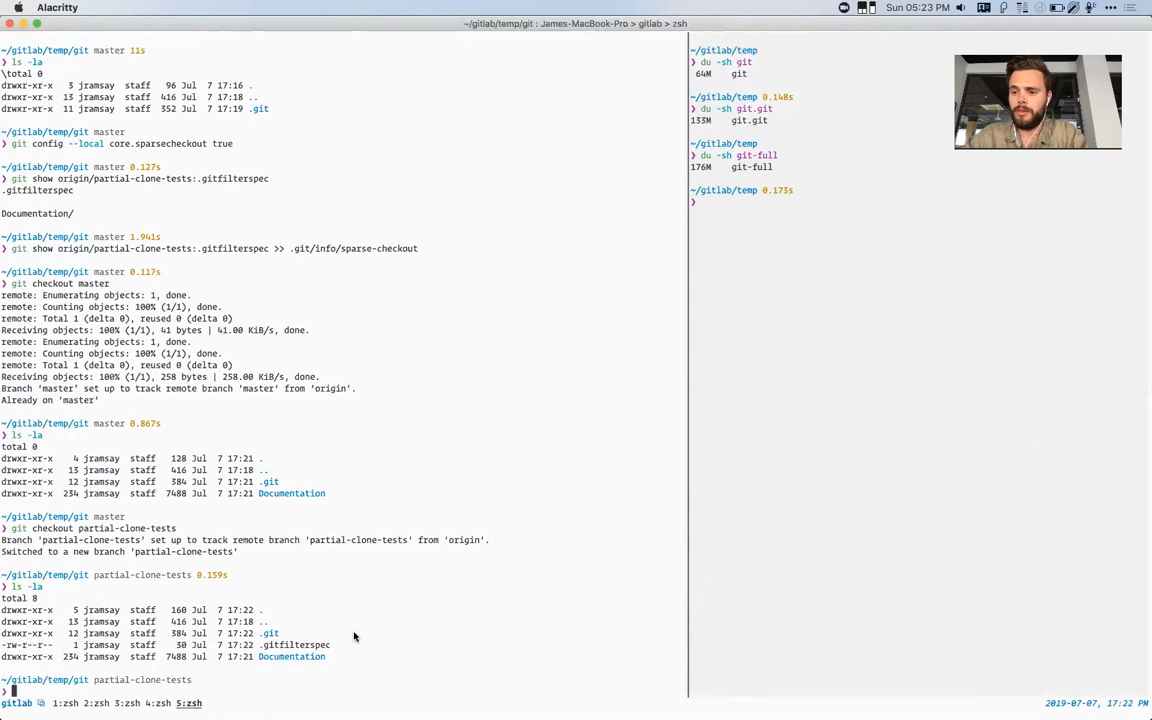 Alacritty
Sun 05:23 PM
~/gitlab/temp/git : James-MacBook-Pro > gitlab > zsh
~/gitlab/temp/git master 11s
❯ ls -la
\total 0
drwxr-xr-x   3 jramsay  staff   96 Jul  7 17:16 .
drwxr-xr-x  13 jramsay  staff  416 Jul  7 17:18 ..
drwxr-xr-x  11 jramsay  staff  352 Jul  7 17:19 .git
~/gitlab/temp/git master
❯ git config --local core.sparsecheckout true
~/gitlab/temp/git master 0.127s
❯ git show origin/partial-clone-tests:.gitfilterspec
.gitfilterspec
Documentation/
~/gitlab/temp/git master 1.941s
❯ git show origin/partial-clone-tests:.gitfilterspec >> .git/info/sparse-checkout
~/gitlab/temp/git master 0.117s
❯ git checkout master
remote: Enumerating objects: 1, done.
remote: Counting objects: 100% (1/1), done.
remote: Total 1 (delta 0), reused 0 (delta 0)
Receiving objects: 100% (1/1), 41 bytes | 41.00 KiB/s, done.
remote: Enumerating objects: 1, done.
remote: Counting objects: 100% (1/1), done.
remote: Total 1 (delta 0), reused 0 (delta 0)
Receiving objects: 100% (1/1), 258 bytes | 258.00 KiB/s, done.
Branch 'master' set up to track remote branch 'master' from 'origin'.
Already on 'master'
~/gitlab/temp/git master 0.867s
❯ ls -la
total 0
drwxr-xr-x    4 jramsay  staff   128 Jul  7 17:21 .
drwxr-xr-x   13 jramsay  staff   416 Jul  7 17:18 ..
drwxr-xr-x   12 jramsay  staff   384 Jul  7 17:21 .git
drwxr-xr-x  234 jramsay  staff  7488 Jul  7 17:21 Documentation
~/gitlab/temp/git master
❯ git checkout partial-clone-tests
Branch 'partial-clone-tests' set up to track remote branch 'partial-clone-tests' from 'origin'.
Switched to a new branch 'partial-clone-tests'
~/gitlab/temp/git partial-clone-tests 0.159s
❯ ls -la
total 8
drwxr-xr-x    5 jramsay  staff   160 Jul  7 17:22 .
drwxr-xr-x   13 jramsay  staff   416 Jul  7 17:18 ..
drwxr-xr-x   12 jramsay  staff   384 Jul  7 17:22 .git
-rw-r--r--    1 jramsay  staff    30 Jul  7 17:22 .gitfilterspec
drwxr-xr-x  234 jramsay  staff  7488 Jul  7 17:21 Documentation
~/gitlab/temp/git partial-clone-tests
❯
~/gitlab/temp
❯ du -sh git
64M    git
~/gitlab/temp 0.148s
❯ du -sh git.git
133M    git.git
~/gitlab/temp
❯ du -sh git-full
176M    git-full
~/gitlab/temp 0.173s
❯
gitlab 1:zsh 2:zsh 3:zsh 4:zsh 5:zsh
2019-07-07, 17:22 PM